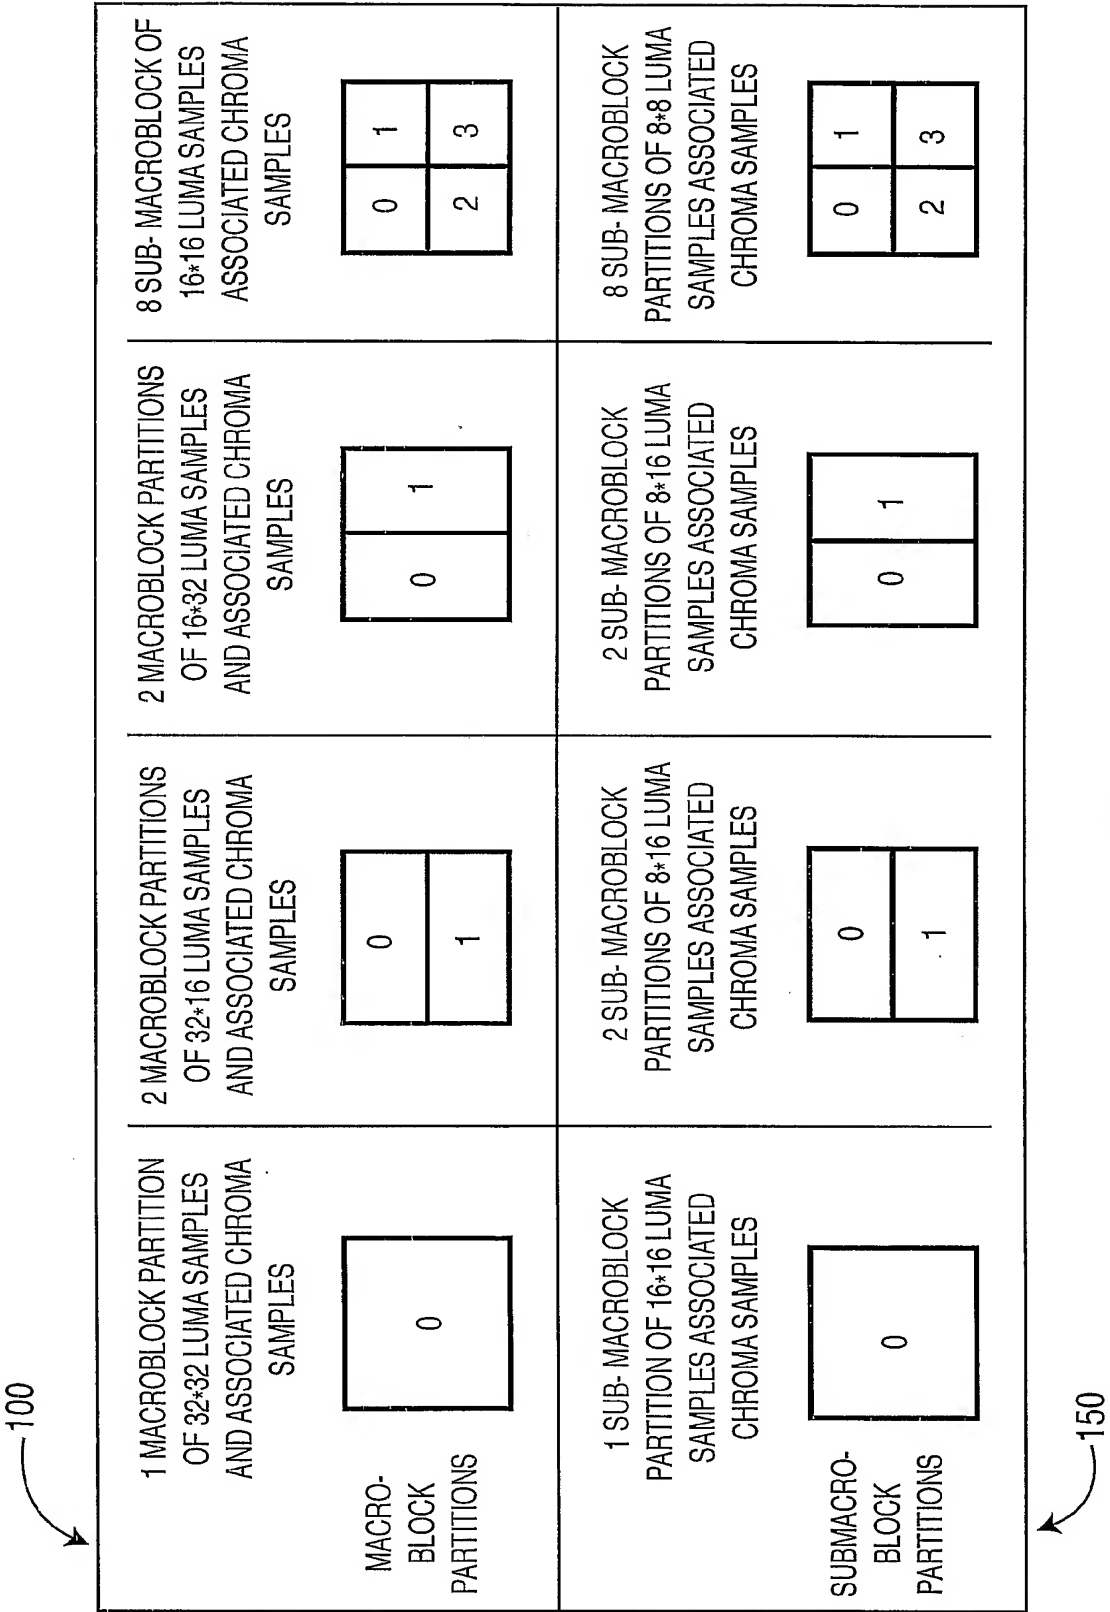 100
1 MACROBLOCK PARTITION
OF 32*32 LUMA SAMPLES
AND ASSOCIATED CHROMA
SAMPLES
2 MACROBLOCK PARTITIONS
OF 32*16 LUMA SAMPLES
AND ASSOCIATED CHROMA
SAMPLES
2 MACROBLOCK PARTITIONS
OF 16*32 LUMA SAMPLES
AND ASSOCIATED CHROMA
SAMPLES
8 SUB- MACROBLOCK OF
16*16 LUMA SAMPLES
ASSOCIATED CHROMA
SAMPLES
MACRO-
BLOCK
PARTITIONS
0
0
1
0 1
0 1
2 3
1 SUB- MACROBLOCK
PARTITION OF 16*16 LUMA
SAMPLES ASSOCIATED
CHROMA SAMPLES
2 SUB- MACROBLOCK
PARTITIONS OF 8*16 LUMA
SAMPLES ASSOCIATED
CHROMA SAMPLES
2 SUB- MACROBLOCK
PARTITIONS OF 8*16 LUMA
SAMPLES ASSOCIATED
CHROMA SAMPLES
8 SUB- MACROBLOCK
PARTITIONS OF 8*8 LUMA
SAMPLES ASSOCIATED
CHROMA SAMPLES
SUBMACRO-
BLOCK
PARTITIONS
0
0
1
0 1
0 1
2 3
150